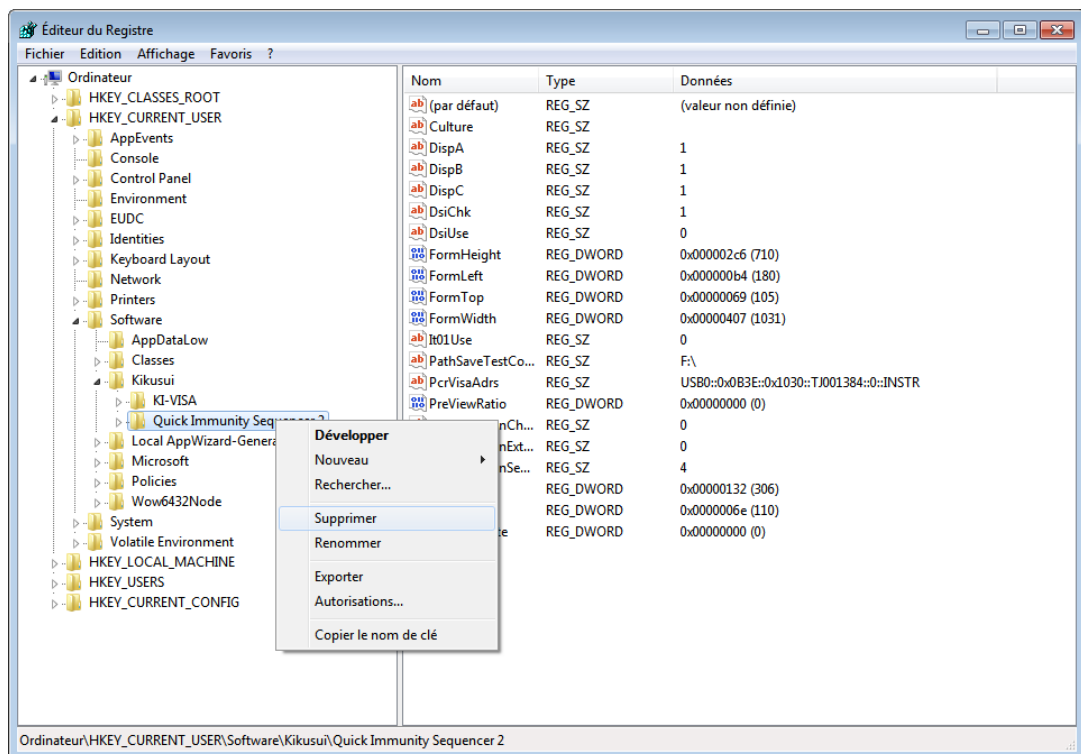 Éditeur du Registre
Fichier Edition Affichage Favoris ?
Ordinateur
HKEY_CLASSES_ROOT
HKEY_CURRENT_USER
AppEvents
Console
Control Panel
Environment
EUDC
Identities
Keyboard Layout
Network
Printers
Software
AppDataLow
Classes
Kikusui
KI-VISA
Quick Immunity Sequencer 2
Local AppWizard-Genera
Microsoft
Policies
Wow6432Node
System
Volatile Environment
HKEY_LOCAL_MACHINE
HKEY_USERS
HKEY_CURRENT_CONFIG
Développer
Nouveau
Rechercher...
Supprimer
Renommer
Exporter
Autorisations...
Copier le nom de clé
Nom Type Données
(par défaut) REG_SZ (valeur non définie)
Culture REG_SZ
DispA REG_SZ 1
DispB REG_SZ 1
DispC REG_SZ 1
DsiChk REG_SZ 1
DsiUse REG_SZ 0
FormHeight REG_DWORD 0x000002c6 (710)
FormLeft REG_DWORD 0x000000b4 (180)
FormTop REG_DWORD 0x00000069 (105)
FormWidth REG_DWORD 0x00000407 (1031)
It01Use REG_SZ 0
PathSaveTestCo... REG_SZ F:\
PcrVisaAdrs REG_SZ USB0::0x0B3E::0x1030::TJ001384::0::INSTR
PreViewRatio REG_DWORD 0x00000000 (0)
nCh... REG_SZ 0
nExt... REG_SZ 0
nSe... REG_SZ 4
REG_DWORD 0x00000132 (306)
REG_DWORD 0x0000006e (110)
te REG_DWORD 0x00000000 (0)
Ordinateur\HKEY_CURRENT_USER\Software\Kikusui\Quick Immunity Sequencer 2